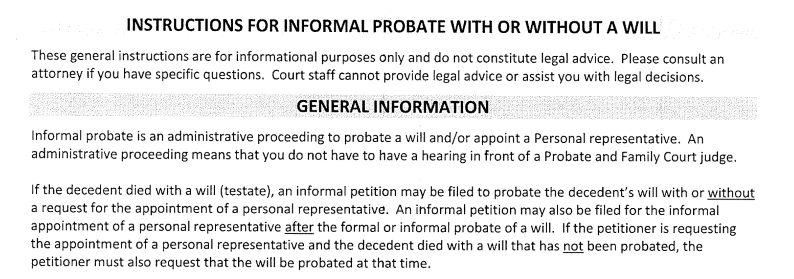 INSTRUCTIONS FOR INFORMAL PROBATE WITH OR WITHOUT A WILL
These general instructions are for informational purposes only and do not constitute legal advice. Please consult an
attorney if you have specific questions. Court staff cannot provide legal advice or assist you with legal decisions.
GENERAL INFORMATION
Informal probate is an administrative proceeding to probate a will and/or appoint a Personal representative. An
administrative proceeding means that you do not have to have a hearing in front of a Probate and Family Court judge.
If the decedent died with a will (testate), an informal petition may be filed to probate the decedent's will with or without
a request for the appointment of a personal representative. An informal petition may also be filed for the informal
appointment of a personal representative after the formal or informal probate of a will. If the petitioner is requesting
the appointment of a personal representative and the decedent died with a will that has not been probated, the
petitioner must also request that the will be probated at that time.